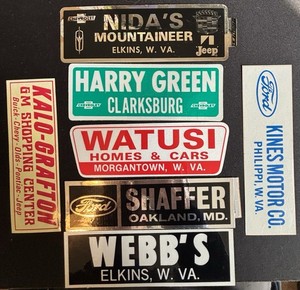 NIDA'S
MOUNTAINEER
ELKINS, W. VA.
Jeep
HARRY GREEN
CLARKSBURG
WATUSI
HOMES & CARS
MORGANTOWN, W. VA.
Ford
SHAFFER
OAKLAND, MD.
WEBB'S
ELKINS, W. VA.
KALO-GRAFTON
GM SHOPPING CENTER
Buick-Chevy-Olds-Pontiac-Jeep
Ford
KINES MOTOR CO.
PHILIPPI, W. VA.